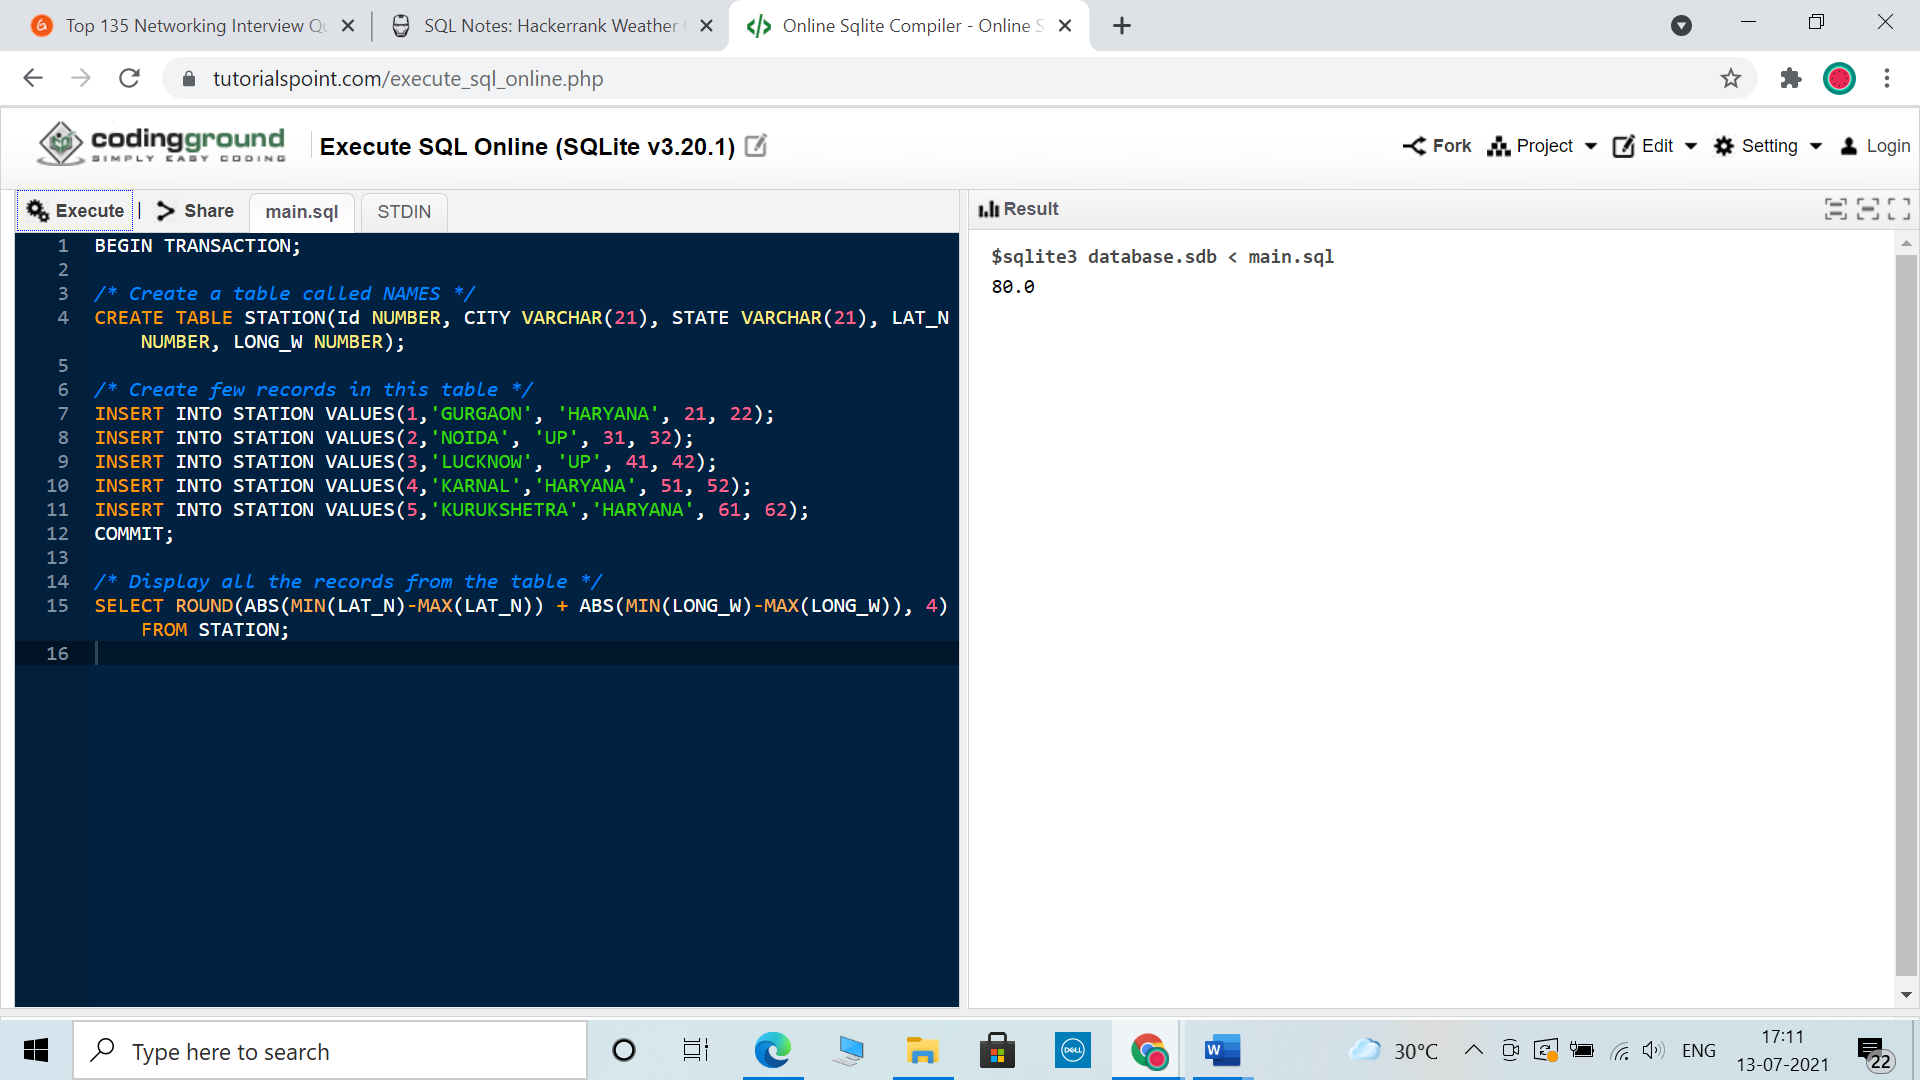 Top 135 Networking Interview Qu
SQL Notes: Hackerrank Weather
Online Sqlite Compiler - Online S
tutorialspoint.com/execute_sql_online.php
codingground
SIMPLY EASY CODING
Execute SQL Online (SQLite v3.20.1)
Fork
Project
Edit
Setting
Login
Execute
Share
main.sql
STDIN
Result
1 BEGIN TRANSACTION;
2
3 /* Create a table called NAMES */
4 CREATE TABLE STATION(Id NUMBER, CITY VARCHAR(21), STATE VARCHAR(21), LAT_N
NUMBER, LONG_W NUMBER);
5
6 /* Create few records in this table */
7 INSERT INTO STATION VALUES(1,'GURGAON', 'HARYANA', 21, 22);
8 INSERT INTO STATION VALUES(2,'NOIDA', 'UP', 31, 32);
9 INSERT INTO STATION VALUES(3,'LUCKNOW', 'UP', 41, 42);
10 INSERT INTO STATION VALUES(4,'KARNAL','HARYANA', 51, 52);
11 INSERT INTO STATION VALUES(5,'KURUKSHETRA','HARYANA', 61, 62);
12 COMMIT;
13
14 /* Display all the records from the table */
15 SELECT ROUND(ABS(MIN(LAT_N)-MAX(LAT_N)) + ABS(MIN(LONG_W)-MAX(LONG_W)), 4)
FROM STATION;
16
$sqlite3 database.sdb < main.sql
80.0
Type here to search
DELL
W
30°C
ENG
17:11
13-07-2021
22